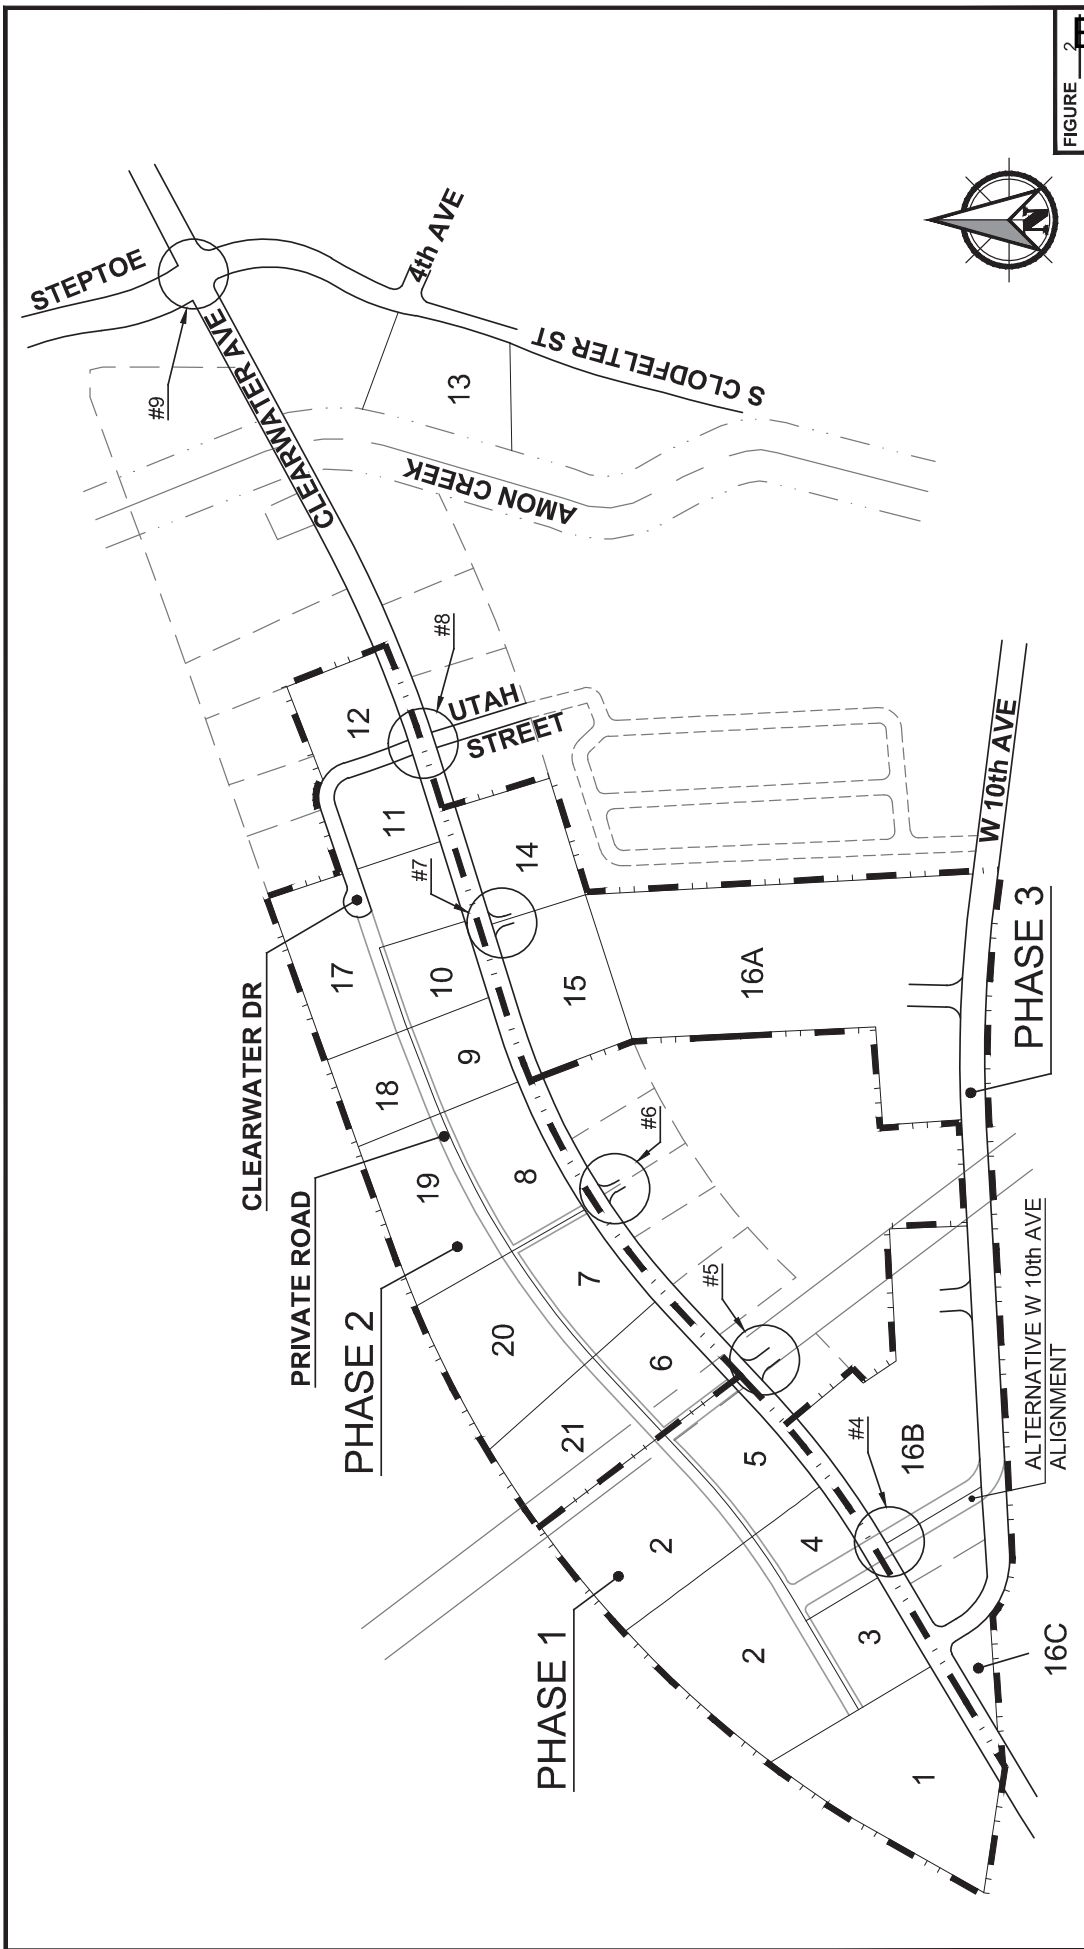 FIGURE 2
N
STEPTOE
#9
CLEARWATER AVE
4th AVE
S CLODFELTER ST
13
AMON CREEK
#8
UTAH
STREET
12
11
#7
14
W 10th AVE
CLEARWATER DR
17
10
15
16A
PHASE 3
18
9
#6
PRIVATE ROAD
19
8
PHASE 2
20
7
#5
21
6
5
#4
16B
ALTERNATIVE W 10th AVE
ALIGNMENT
PHASE 1
2
4
2
3
16C
1